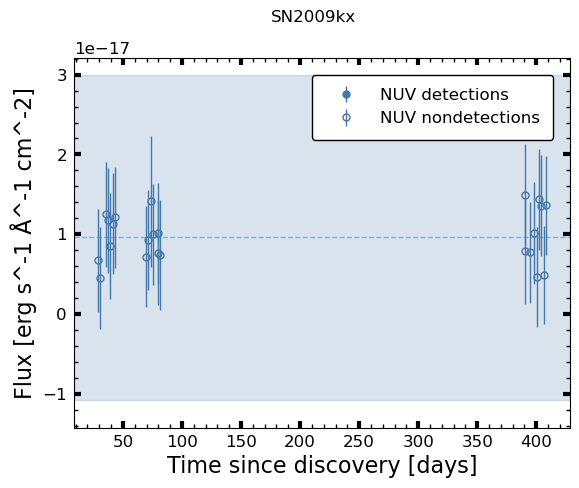 SN2009kx
1e−17
Flux [erg s^-1 Å^-1 cm^-2]
3
2
1
0
−1
NUV detections
NUV nondetections
50 100 150 200 250 300 350 400
Time since discovery [days]